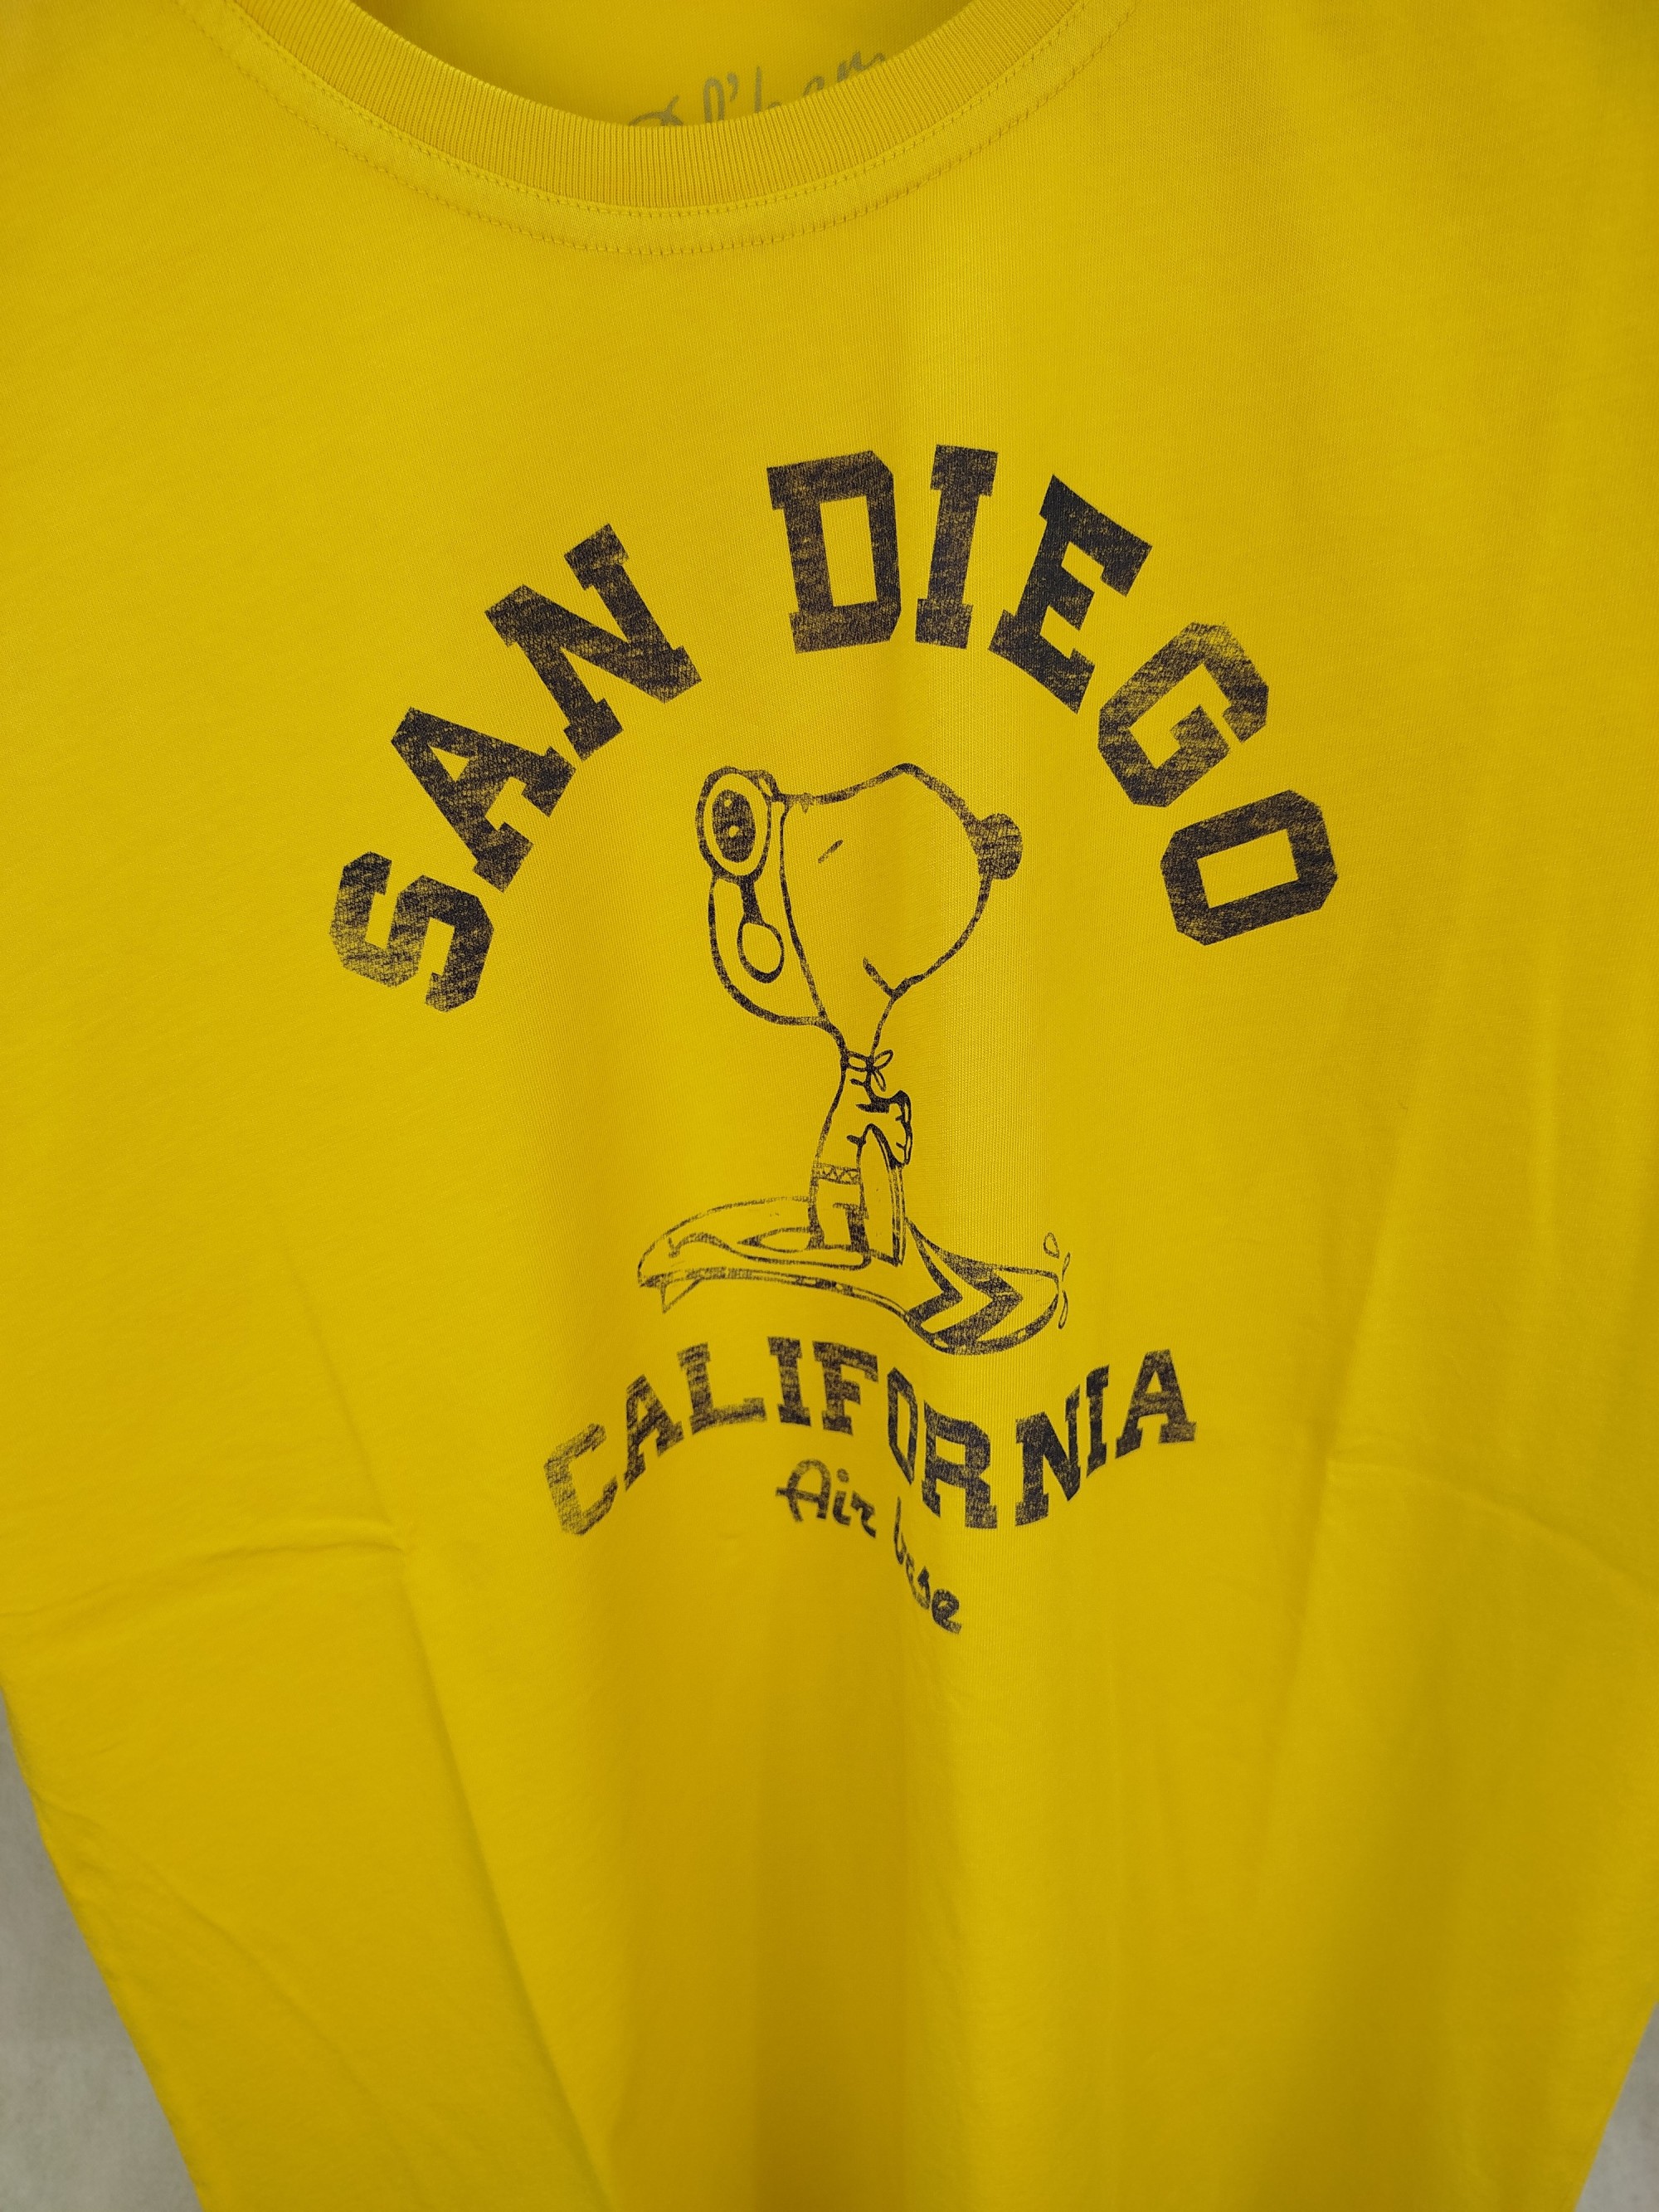 SAN DIEGO
CALIFORNIA
Air base